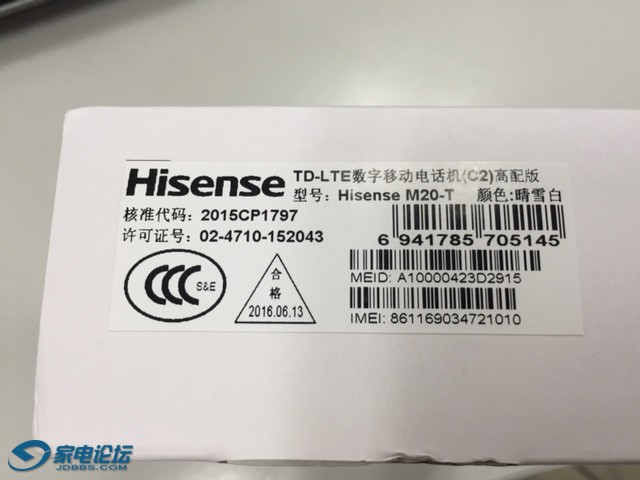 Hisense
TD-LTE数字移动电话机(C2)高配版
型号：Hisense M20-T 颜色:晴雪白
核准代码：2015CP1797
许可证号：02-4710-152043
6 941785 705145
CCC S&E
合格
2016.06.13
MEID: A10000423D2915
IMEI: 861169034721010
家电论坛
JDBBS.COM